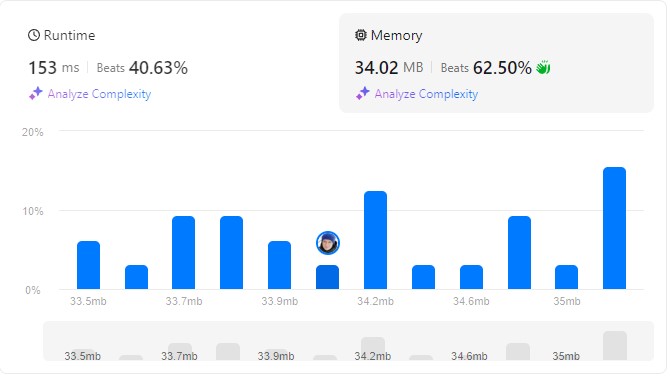 Runtime
Memory
153 ms Beats 40.63%
34.02 MB Beats 62.50%
Analyze Complexity
Analyze Complexity
20%
10%
0%
33.5mb 33.7mb 33.9mb 34.2mb 34.6mb 35mb
33.5mb 33.7mb 33.9mb 34.2mb 34.6mb 35mb